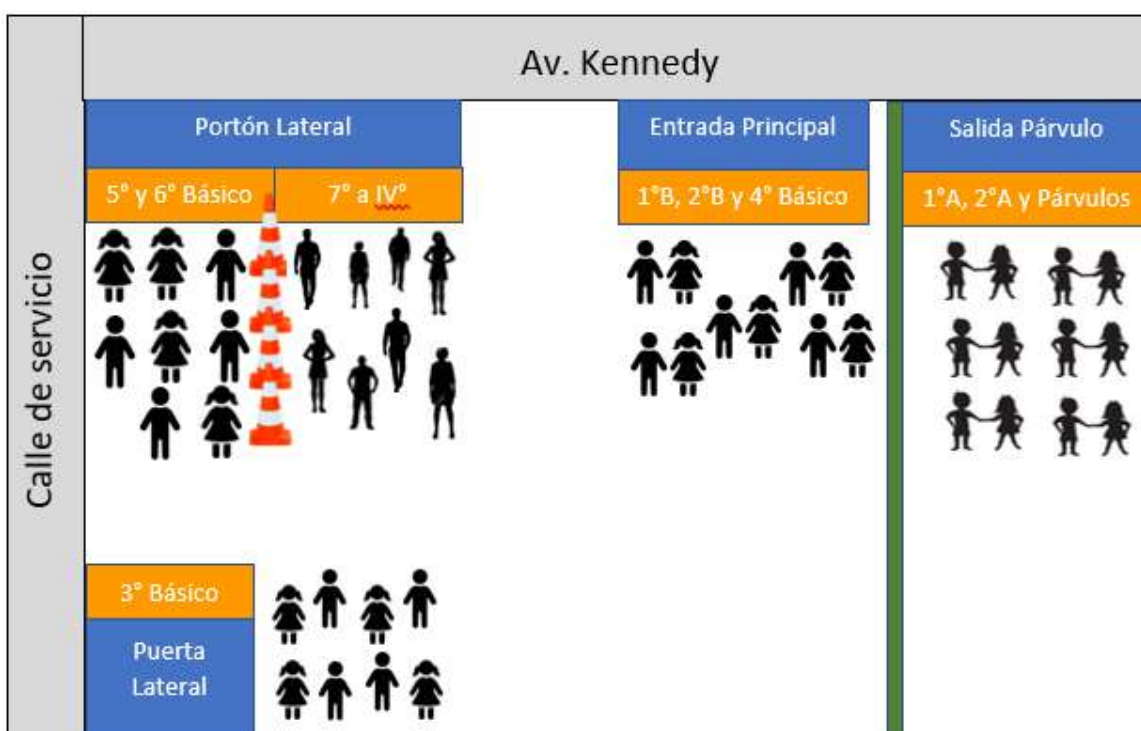 Av. Kennedy
Calle de servicio
Portón Lateral
5° y 6° Básico
7° a IV°
Entrada Principal
1°B, 2°B y 4° Básico
Salida Párvulo
1°A, 2°A y Párvulos
3° Básico
Puerta
Lateral